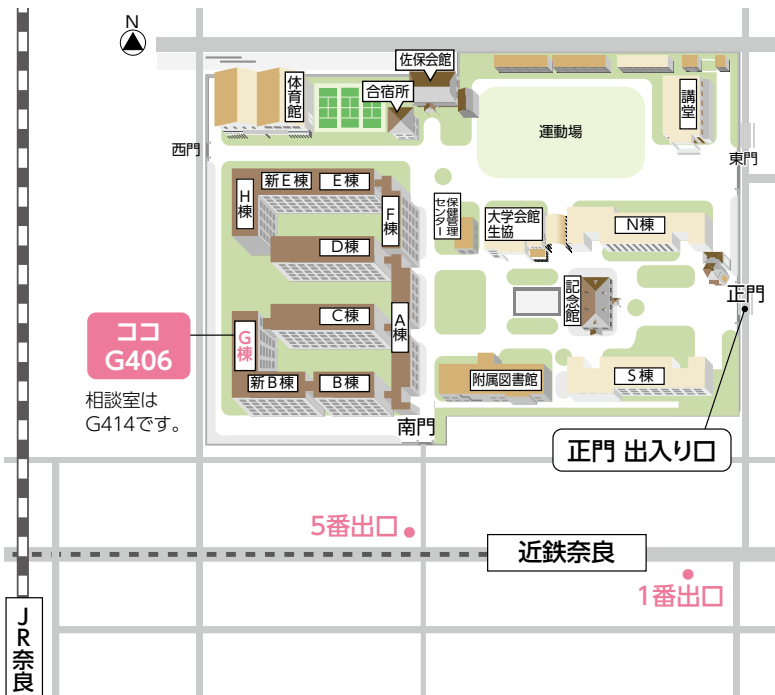 N
佐保会館
体育館
合宿所
講堂
運動場
西門
東門
新E棟
E棟
H棟
F棟
保健管理
センター
大学会館
生協
N棟
D棟
正門
記念館
C棟
A棟
ココ
G406
G棟
相談室は
G414です。
新B棟
B棟
附属図書館
S棟
南門
正門 出入り口
5番出口
近鉄奈良
1番出口
JR奈良